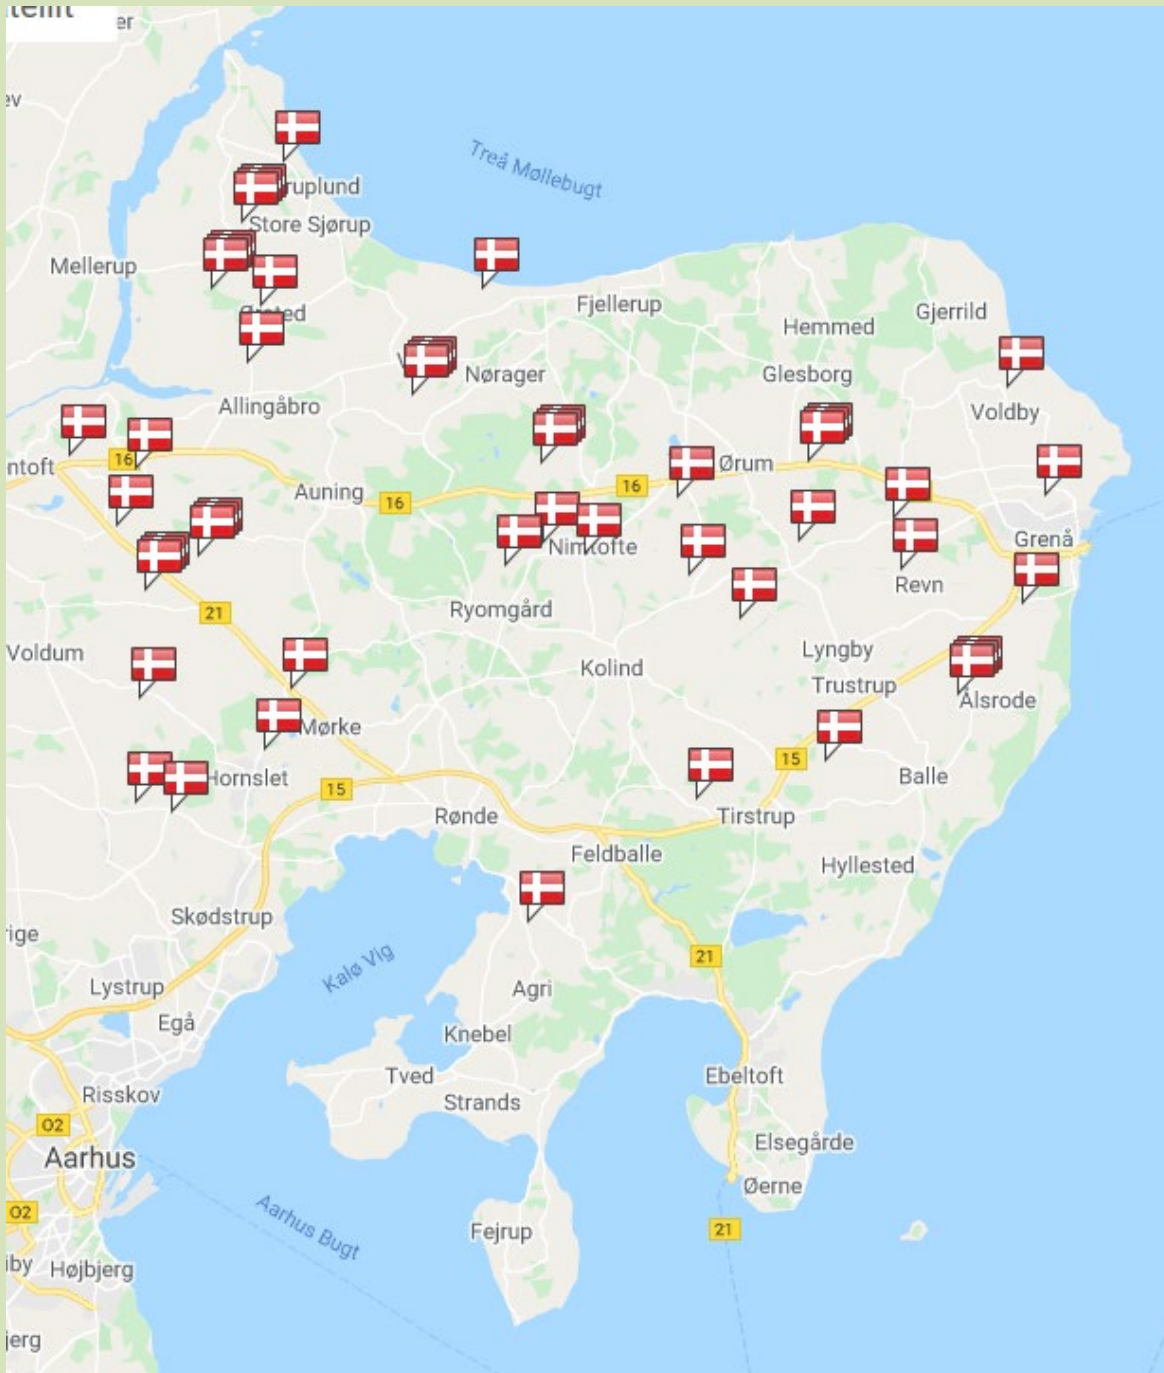 Treå Møllebugt
Store Sjørup
Mellerup
Fjellerup
Gjerrild
Hemmed
Nørager
Glesborg
Allingåbro
Voldby
16
Ørum
Auning
16
16
Grenå
Revn
Ryomgård
21
Voldum
Kolind
Lyngby
Trustrup
Ålsrode
Mørke
15
Balle
Hornslet
15
Rønde
Tirstrup
Feldballe
Hyllested
Skødstrup
21
Kalø Vig
Lystrup
Agri
Egå
Knebel
Tved
Ebeltoft
Risskov
Strands
O2
Elsegårde
Aarhus
Øerne
O2
Aarhus Bugt
Fejrup
21
Højbjerg